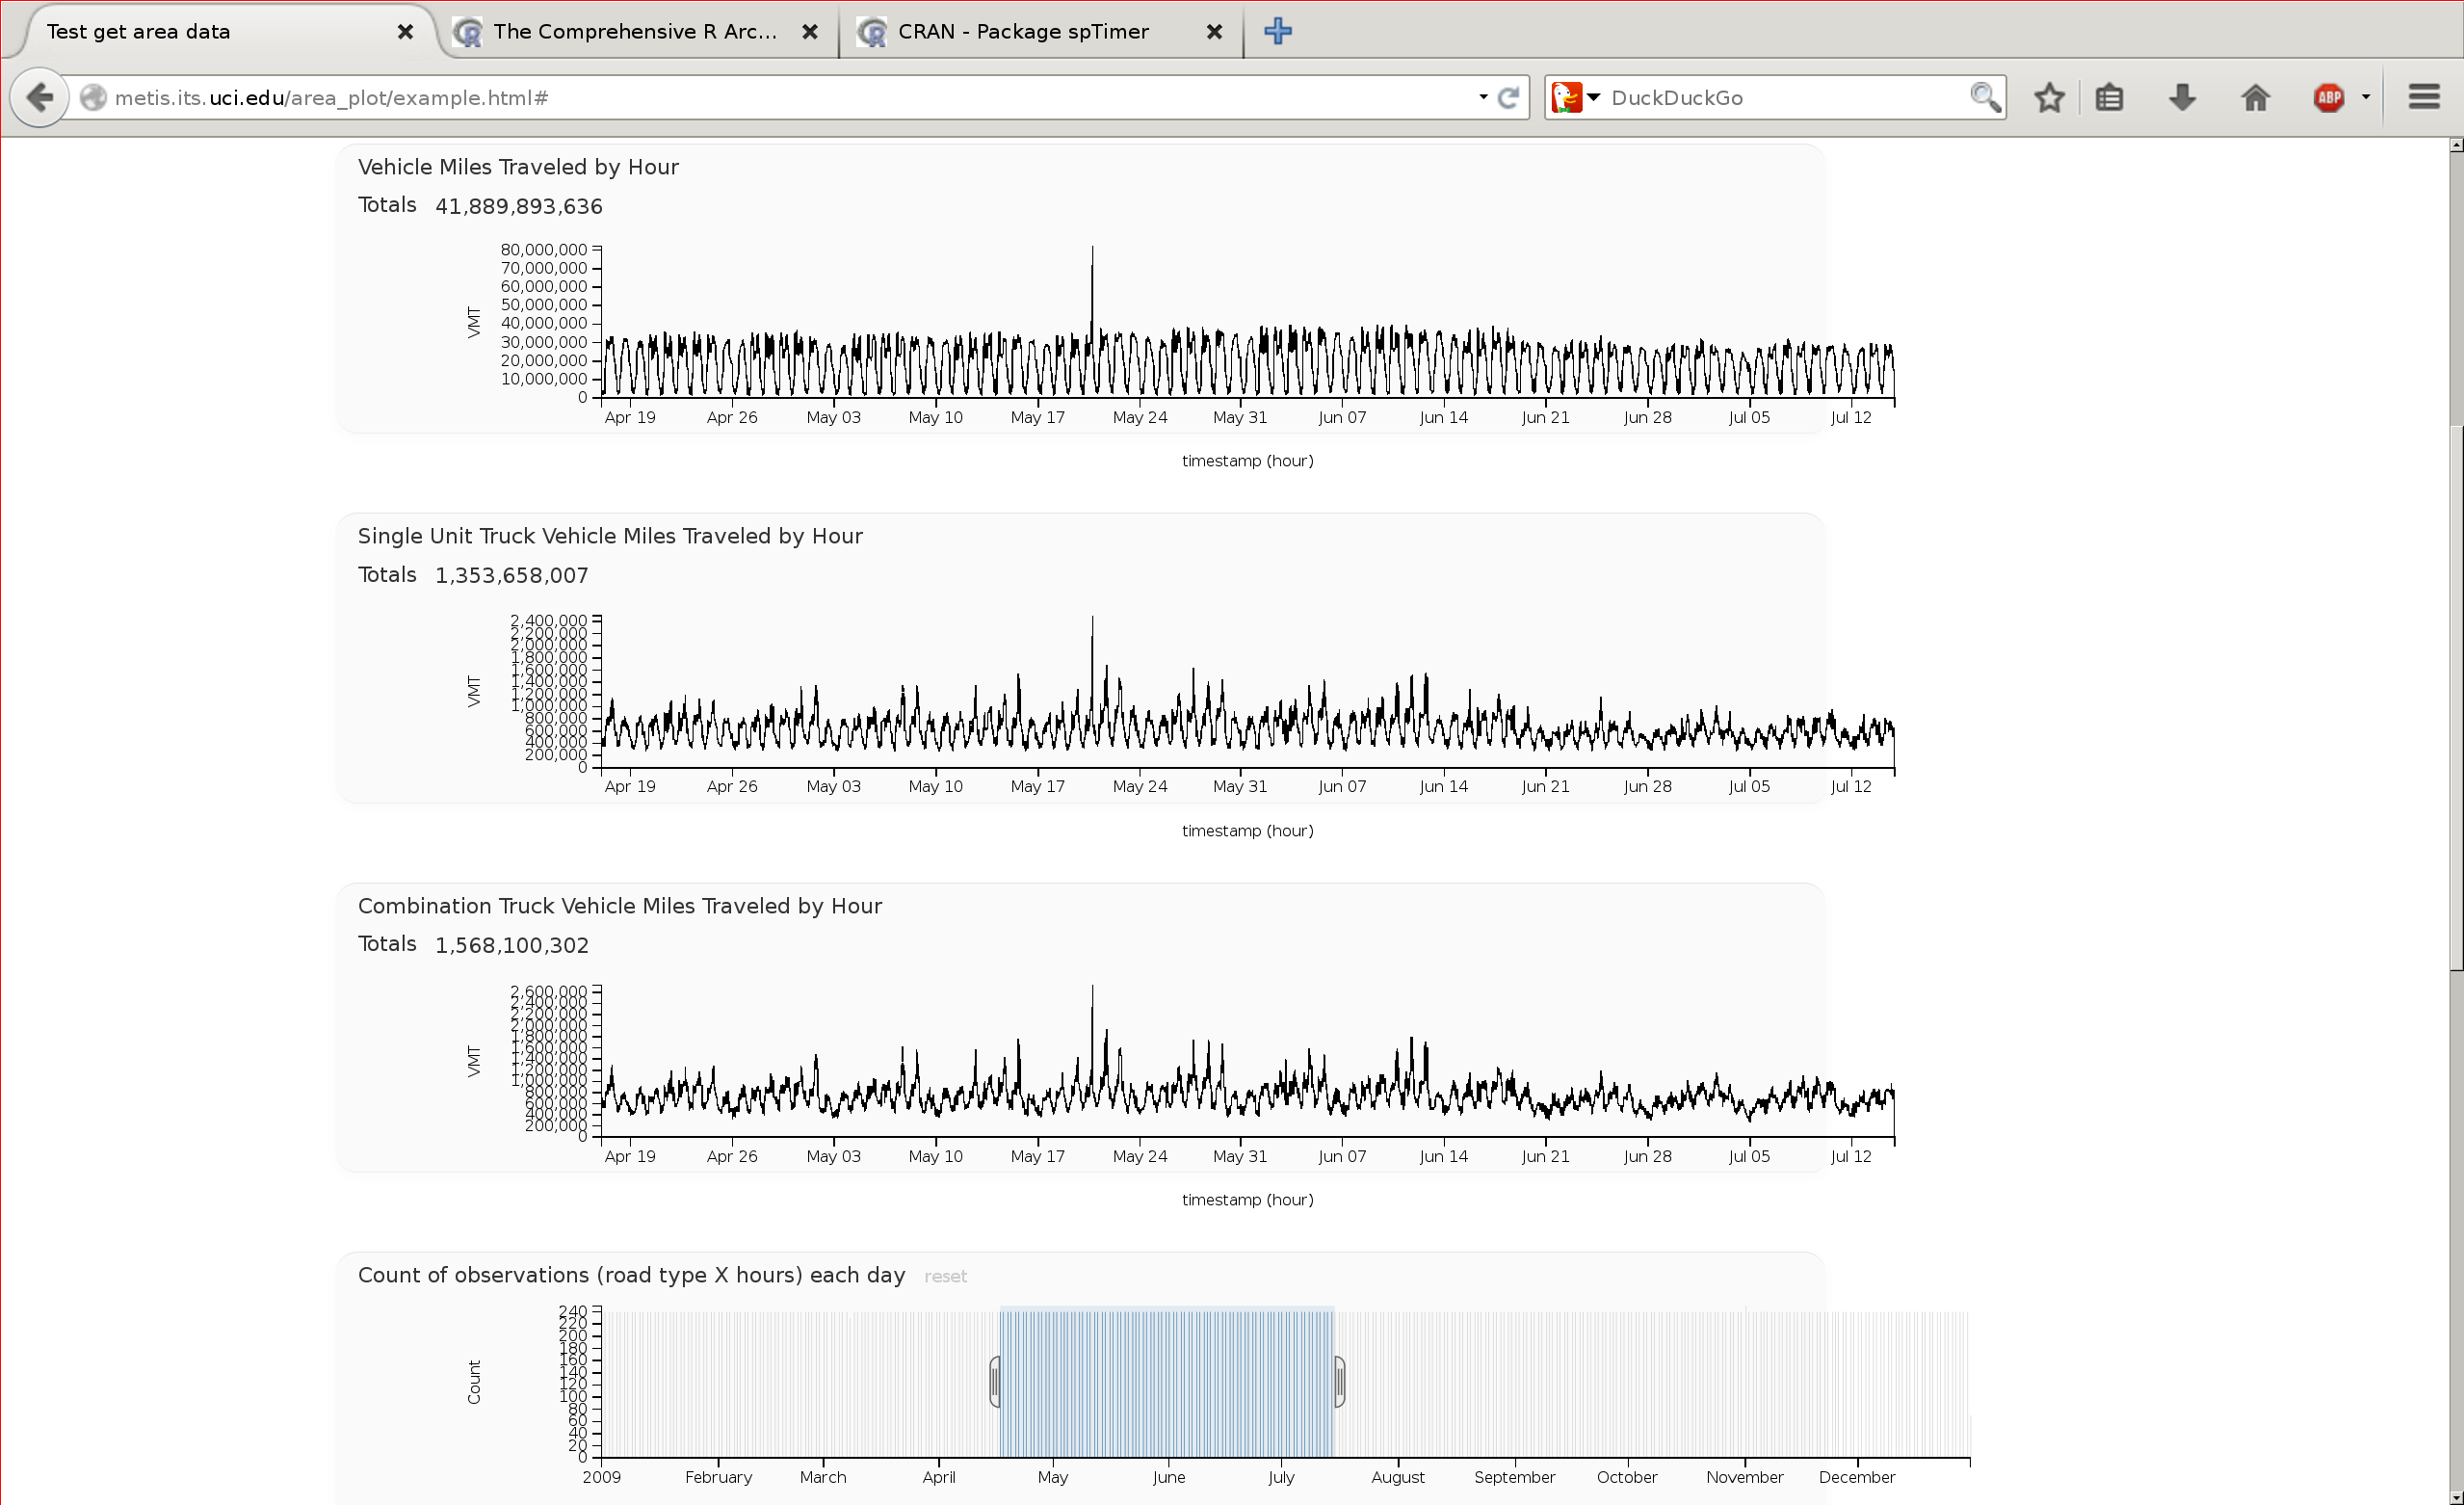 Test get area data
The Comprehensive R Arc...
CRAN - Package spTimer
metis.its.uci.edu/area_plot/example.html#
DuckDuckGo
ABP
Vehicle Miles Traveled by Hour
Totals 41,889,893,636
80,000,000
70,000,000
60,000,000
50,000,000
40,000,000
30,000,000
20,000,000
10,000,000
0
VMT
Apr 19 Apr 26 May 03 May 10 May 17 May 24 May 31 Jun 07 Jun 14 Jun 21 Jun 28 Jul 05 Jul 12
timestamp (hour)
Single Unit Truck Vehicle Miles Traveled by Hour
Totals 1,353,658,007
2,400,000
2,200,000
2,000,000
1,800,000
1,600,000
1,400,000
1,200,000
1,000,000
800,000
600,000
400,000
200,000
0
VMT
Apr 19 Apr 26 May 03 May 10 May 17 May 24 May 31 Jun 07 Jun 14 Jun 21 Jun 28 Jul 05 Jul 12
timestamp (hour)
Combination Truck Vehicle Miles Traveled by Hour
Totals 1,568,100,302
2,600,000
2,400,000
2,200,000
2,000,000
1,800,000
1,600,000
1,400,000
1,200,000
1,000,000
800,000
600,000
400,000
200,000
0
VMT
Apr 19 Apr 26 May 03 May 10 May 17 May 24 May 31 Jun 07 Jun 14 Jun 21 Jun 28 Jul 05 Jul 12
timestamp (hour)
Count of observations (road type X hours) each day reset
240
220
200
180
160
140
120
100
80
60
40
20
0
Count
2009 February March April May June July August September October November December